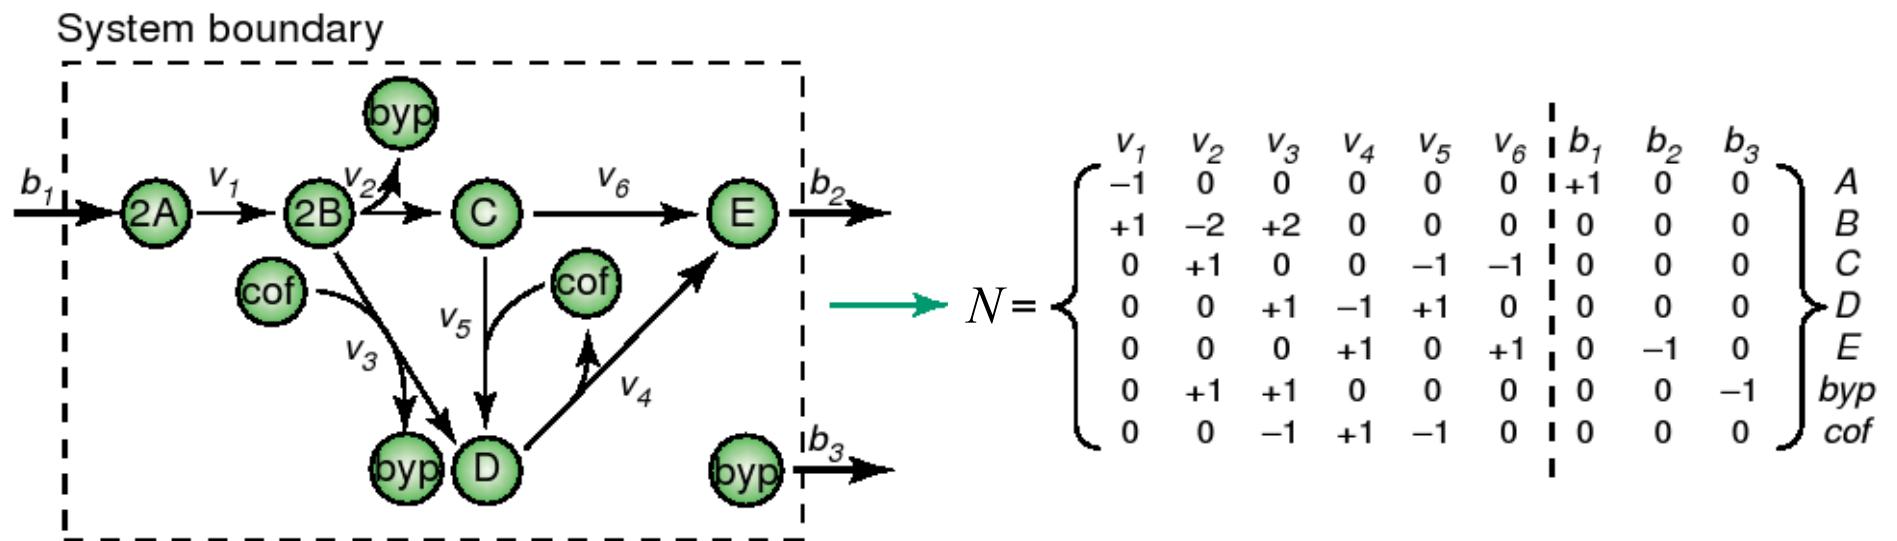 System boundary
byp
b1 2A v1 2B v2 C v6 E b2
cof cof
v5
v3
v4
byp D byp b3
N =
v1 v2 v3 v4 v5 v6 b1 b2 b3
−1 0 0 0 0 0 +1 0 0 A
+1 −2 +2 0 0 0 0 0 0 B
0 +1 0 0 −1 −1 0 0 0 C
0 0 +1 −1 +1 0 0 0 0 D
0 0 0 +1 0 +1 0 −1 0 E
0 +1 +1 0 0 0 0 0 −1 byp
0 0 −1 +1 −1 0 0 0 0 cof